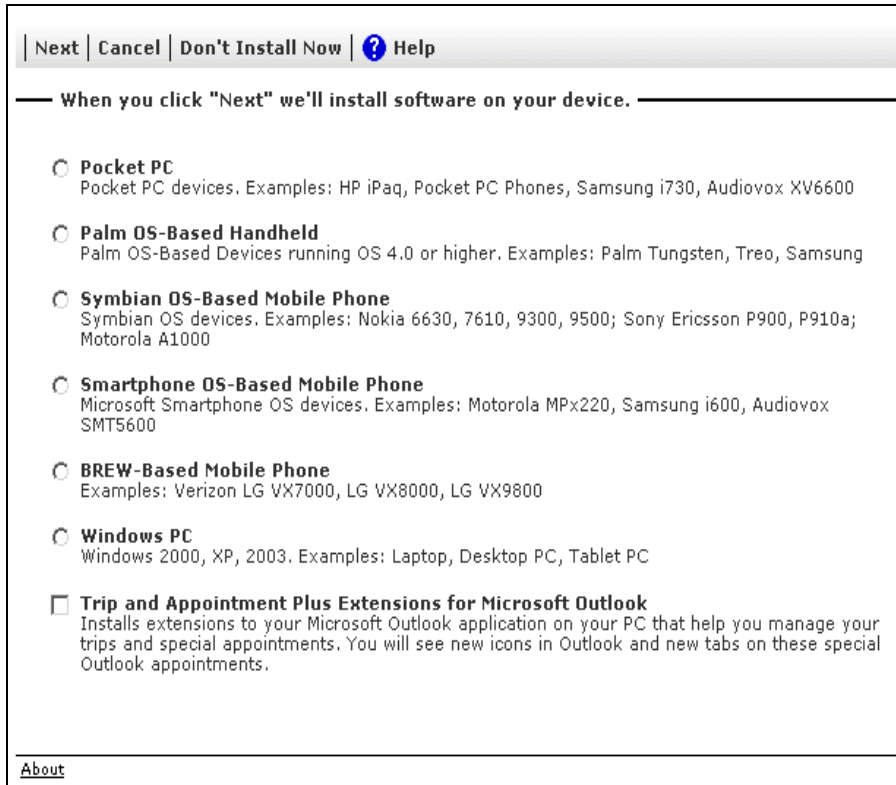 Next Cancel Don't Install Now ? Help
When you click "Next" we'll install software on your device.
Pocket PC
Pocket PC devices. Examples: HP iPaq, Pocket PC Phones, Samsung i730, Audiovox XV6600
Palm OS-Based Handheld
Palm OS-Based Devices running OS 4.0 or higher. Examples: Palm Tungsten, Treo, Samsung
Symbian OS-Based Mobile Phone
Symbian OS devices. Examples: Nokia 6630, 7610, 9300, 9500; Sony Ericsson P900, P910a;
Motorola A1000
Smartphone OS-Based Mobile Phone
Microsoft Smartphone OS devices. Examples: Motorola MPx220, Samsung i600, Audiovox
SMT5600
BREW-Based Mobile Phone
Examples: Verizon LG VX7000, LG VX8000, LG VX9800
Windows PC
Windows 2000, XP, 2003. Examples: Laptop, Desktop PC, Tablet PC
Trip and Appointment Plus Extensions for Microsoft Outlook
Installs extensions to your Microsoft Outlook application on your PC that help you manage your
trips and special appointments. You will see new icons in Outlook and new tabs on these special
Outlook appointments.
About